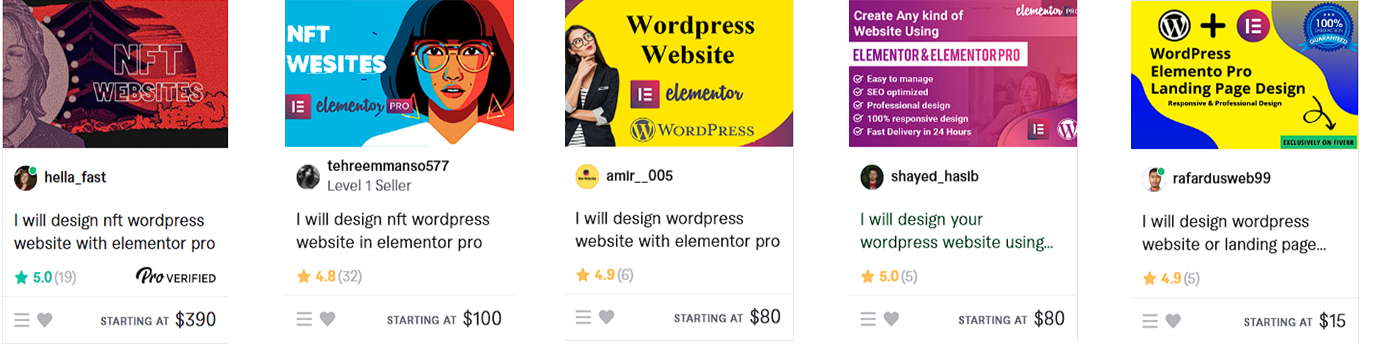 NFT
WEBSITES
hella_fast
I will design nft wordpress
website with elementor pro
5.0 (19)
Pro VERIFIED
STARTING AT $390
NFT
WESITES
elementor PRO
tehreemmanso577
Level 1 Seller
I will design nft wordpress
website in elementor pro
4.8 (32)
STARTING AT $100
Wordpress
Website
elementor
WORDPRESS
amir__005
I will design wordpress
website with elementor pro
4.9 (6)
STARTING AT $80
Create Any kind of
Website Using
elementor PRO
ELEMENTOR & ELEMENTOR PRO
Easy to manage
SEO optimized
Professional design
100% responsive design
Fast Delivery in 24 Hours
shayed_hasib
I will design your
wordpress website using...
5.0 (5)
STARTING AT $80
100%
SATISFACTION
GUARANTEED
WordPress
Elemento Pro
Landing Page Design
Responsive & Professional Design
EXCLUSIVELY ON FIVERR
rafardusweb99
I will design wordpress
website or landing page...
4.9 (5)
STARTING AT $15